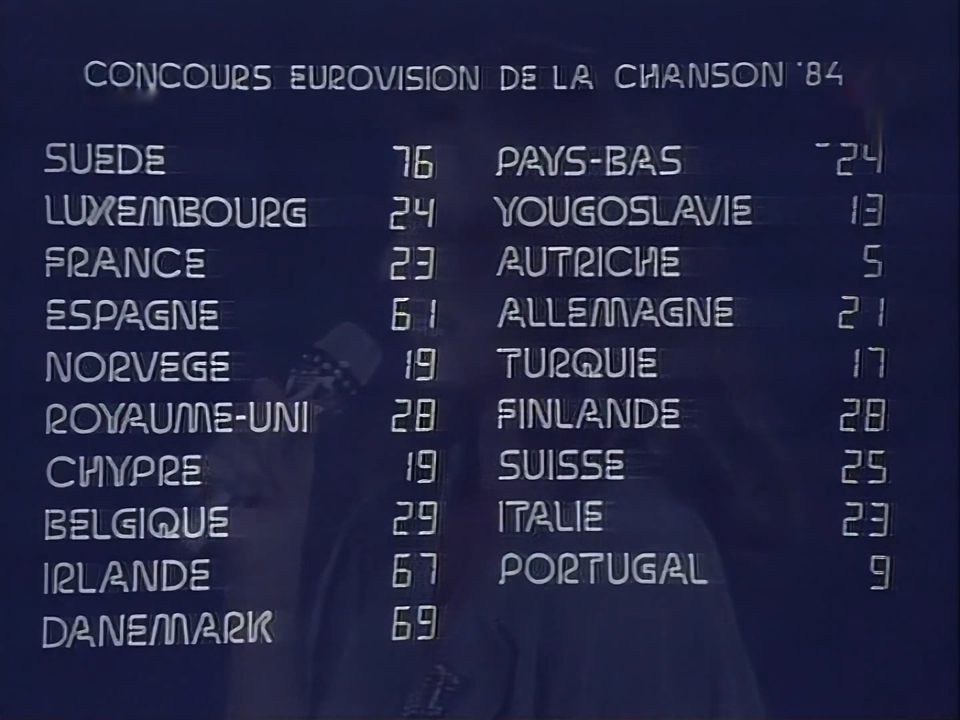 CONCOURS EUROVISION DE LA CHANSON '84
SUEDE 76 PAYS-BAS 24
LUXEMBOURG 24 YOUGOSLAVIE 13
FRANCE 23 AUTRICHE 5
ESPAGNE 61 ALLEMAGNE 21
NORVEGE 19 TURQUIE 17
ROYAUME-UNI 28 FINLANDE 28
CHYPRE 19 SUISSE 25
BELGIQUE 29 ITALIE 23
IRLANDE 67 PORTUGAL 9
DANEMARK 69